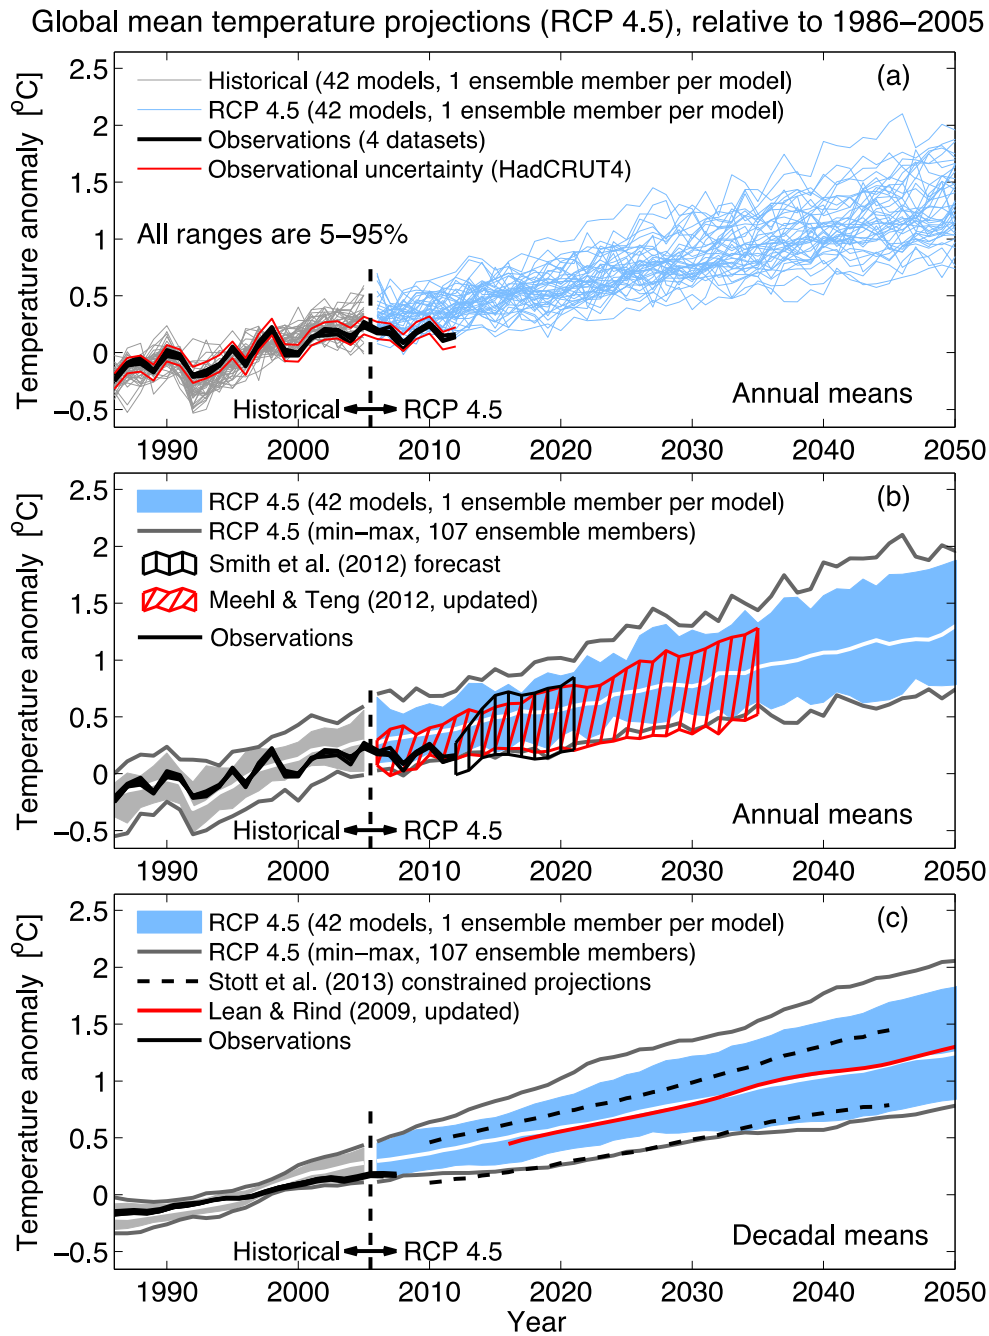 Global mean temperature projections (RCP 4.5), relative to 1986–2005
Temperature anomaly [ºC]
2.5
2
1.5
1
0.5
0
−0.5
(a)
Historical (42 models, 1 ensemble member per model)
RCP 4.5 (42 models, 1 ensemble member per model)
Observations (4 datasets)
Observational uncertainty (HadCRUT4)
All ranges are 5–95%
Historical
RCP 4.5
Annual means
1990 2000 2010 2020 2030 2040 2050
Temperature anomaly [ºC]
2.5
2
1.5
1
0.5
0
−0.5
(b)
RCP 4.5 (42 models, 1 ensemble member per model)
RCP 4.5 (min–max, 107 ensemble members)
Smith et al. (2012) forecast
Meehl & Teng (2012, updated)
Observations
Historical
RCP 4.5
Annual means
1990 2000 2010 2020 2030 2040 2050
Temperature anomaly [ºC]
2.5
2
1.5
1
0.5
0
−0.5
(c)
RCP 4.5 (42 models, 1 ensemble member per model)
RCP 4.5 (min–max, 107 ensemble members)
Stott et al. (2013) constrained projections
Lean & Rind (2009, updated)
Observations
Historical
RCP 4.5
Decadal means
1990 2000 2010 2020 2030 2040 2050
Year